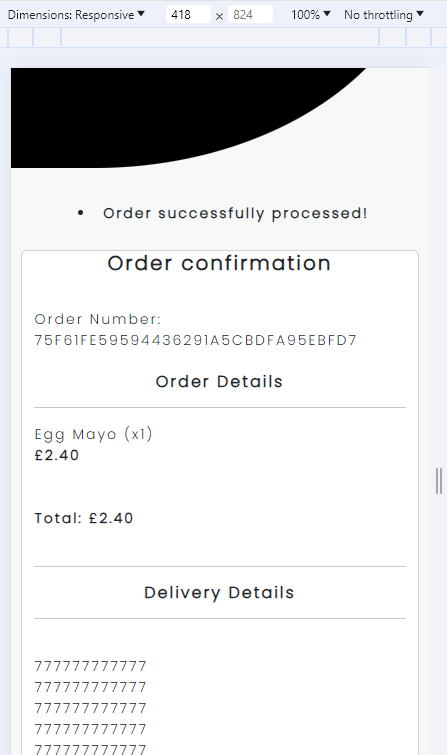 Dimensions: Responsive 418 × 824 100% No throttling
Order successfully processed!
Order confirmation
Order Number:
75F61FE59594436291A5CBDFA95EBFD7
Order Details
Egg Mayo (x1)
£2.40
Total: £2.40
Delivery Details
777777777777
777777777777
777777777777
777777777777
777777777777